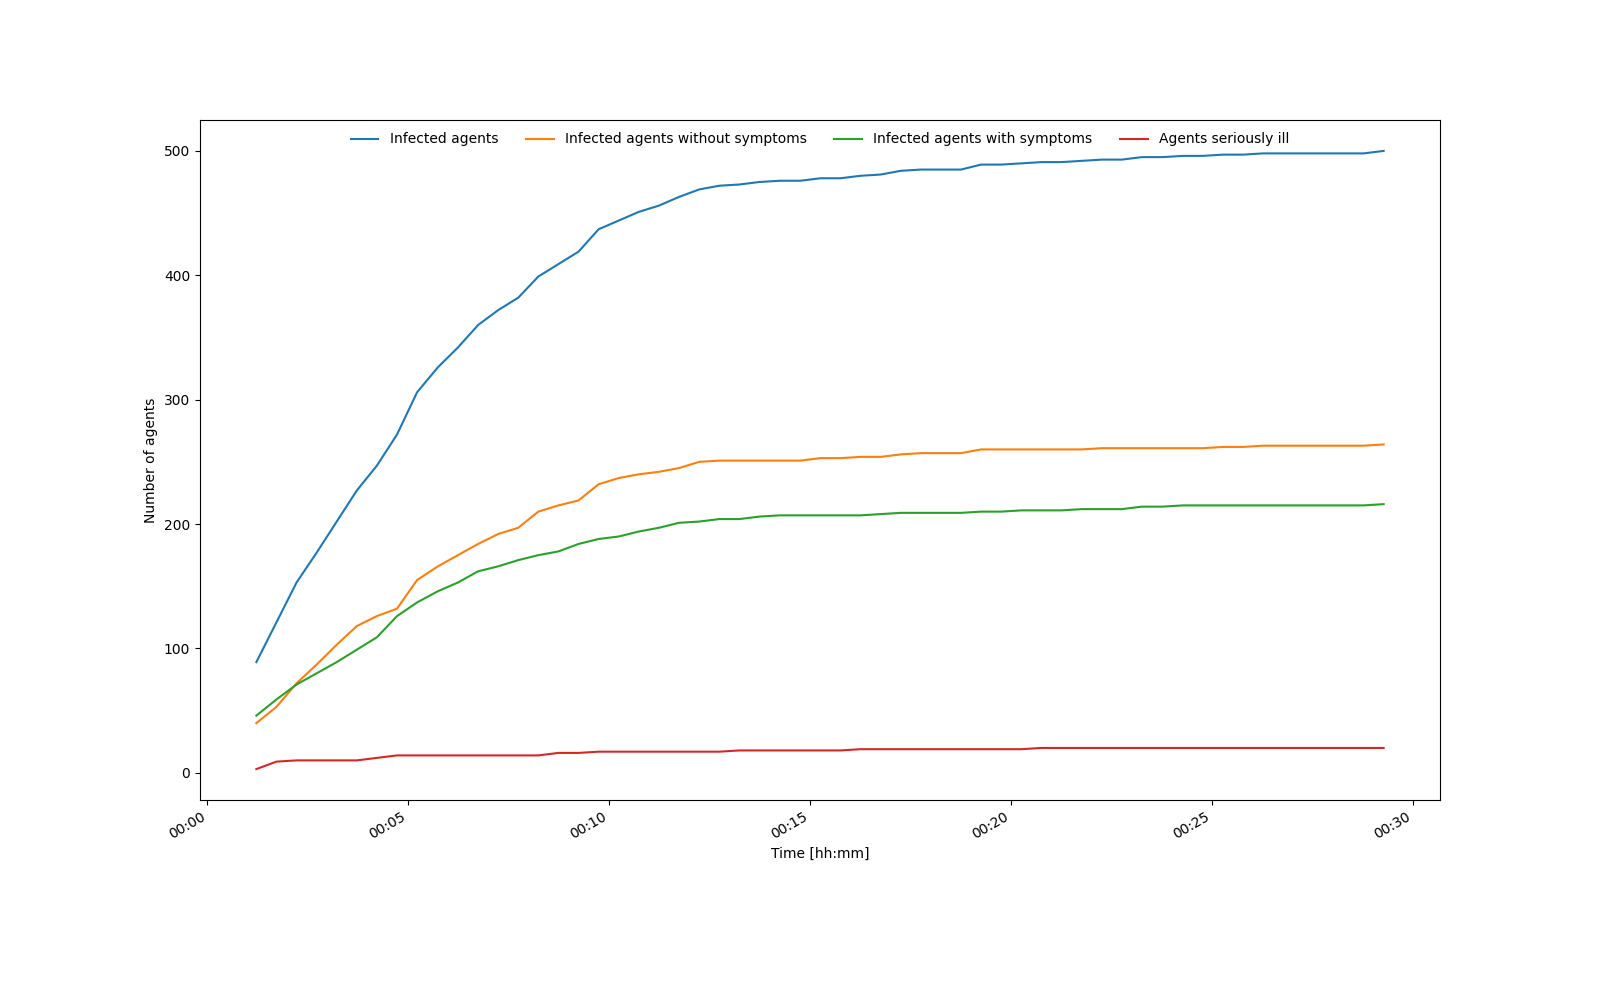 Infected agents
Infected agents without symptoms
Infected agents with symptoms
Agents seriously ill
500
400
300
200
100
0
Number of agents
00:00
00:05
00:10
00:15
00:20
00:25
00:30
Time [hh:mm]